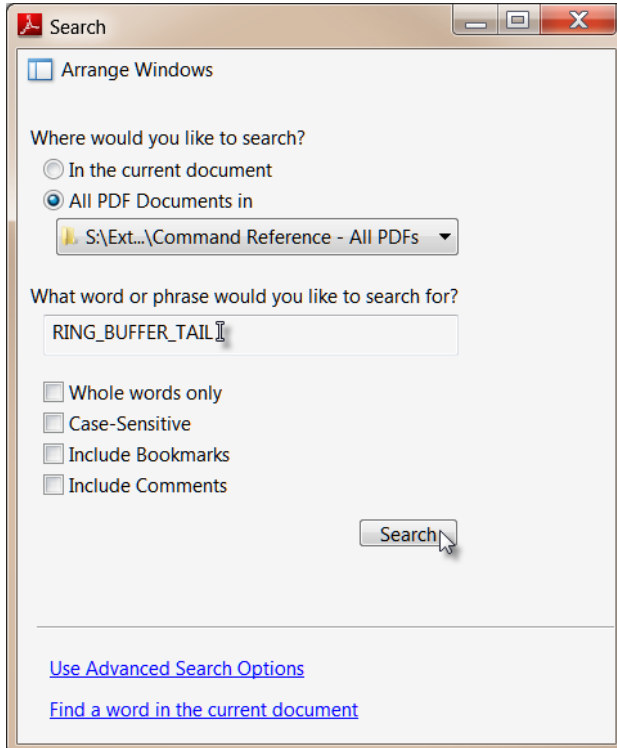 Search
Arrange Windows
Where would you like to search?
In the current document
All PDF Documents in
S:\Ext...\Command Reference - All PDFs
What word or phrase would you like to search for?
RING_BUFFER_TAIL
Whole words only
Case-Sensitive
Include Bookmarks
Include Comments
Search
Use Advanced Search Options
Find a word in the current document